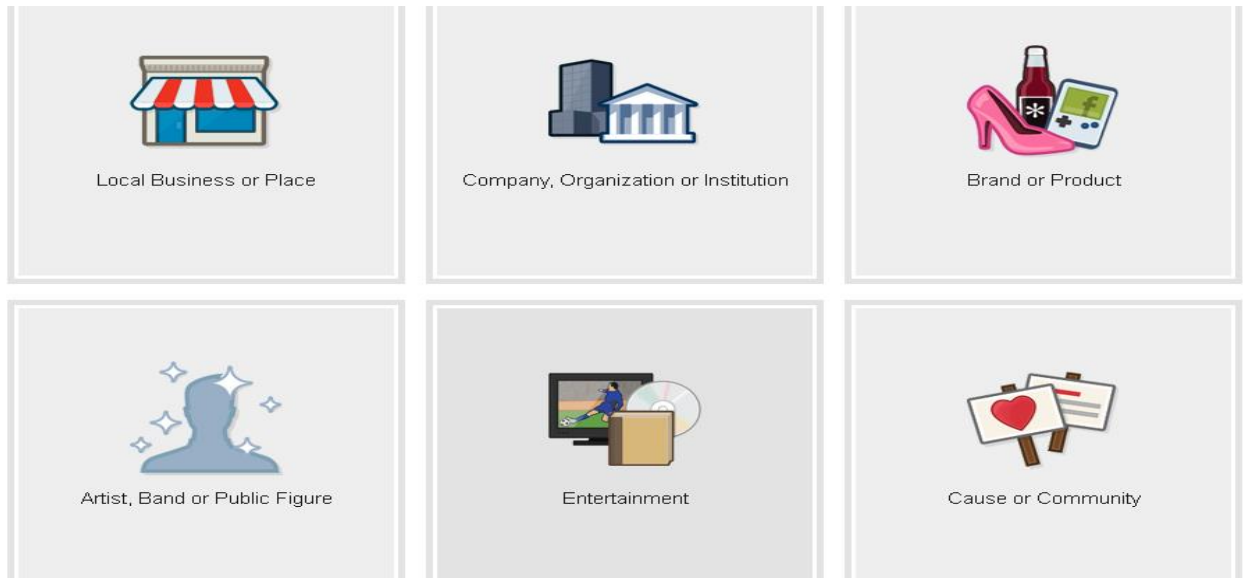 Local Business or Place
Company, Organization or Institution
Brand or Product
Artist, Band or Public Figure
Entertainment
Cause or Community